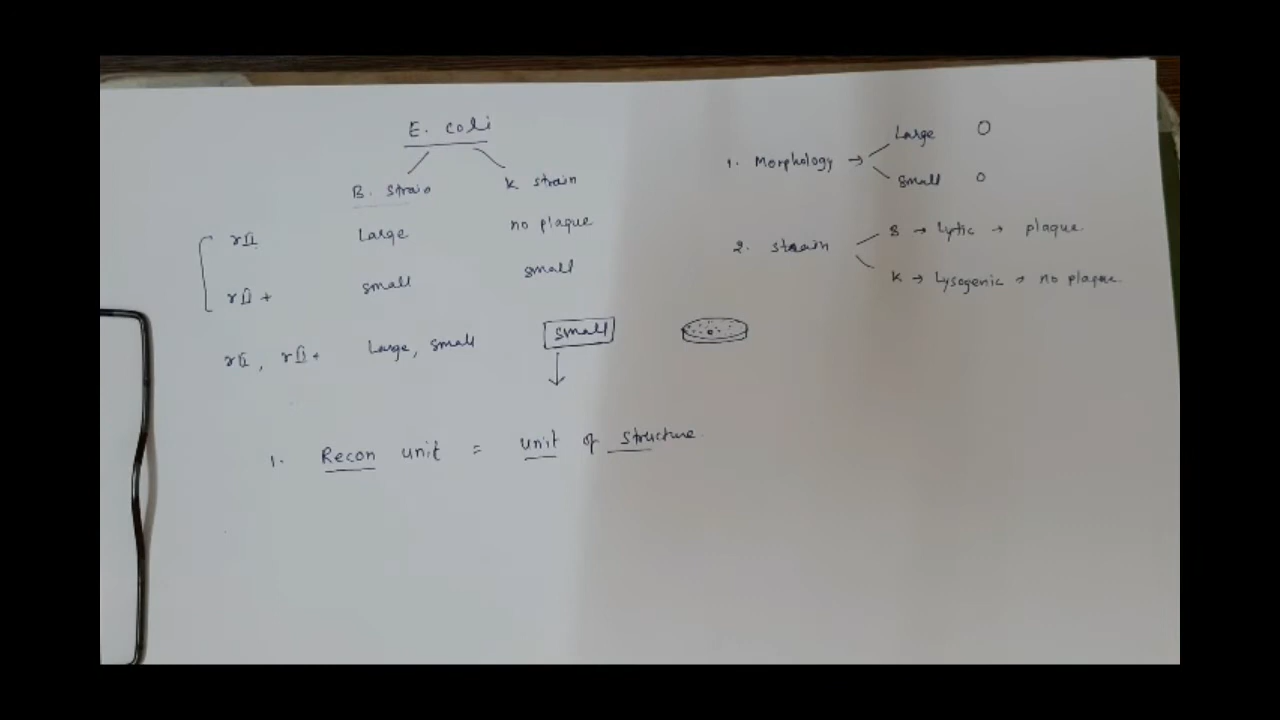 E. coli
B. Strain K strain
rII Large no plaque
rII + small small
rII , rII + Large, small small
1. Recon unit = unit of structure.
1. Morphology → Large O
small o
2. strain B → Lytic → plaque.
K → Lysogenic → no plaque.